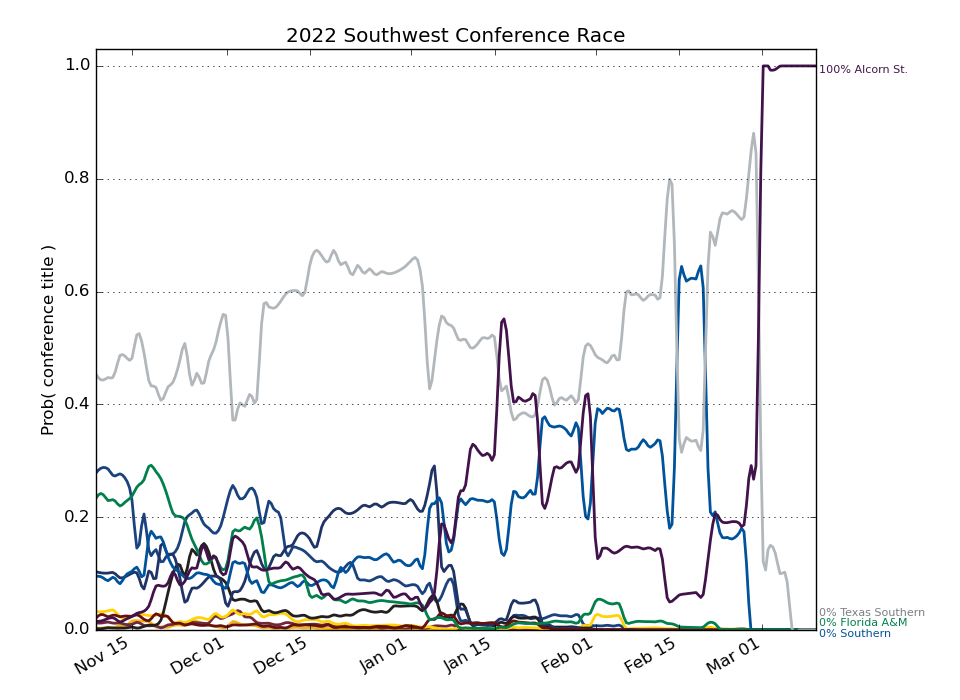 2022 Southwest Conference Race
Prob( conference title )
1.0
0.8
0.6
0.4
0.2
0.0
100% Alcorn St.
0% Texas Southern
0% Florida A&M
0% Southern
Nov 15
Dec 01
Dec 15
Jan 01
Jan 15
Feb 01
Feb 15
Mar 01